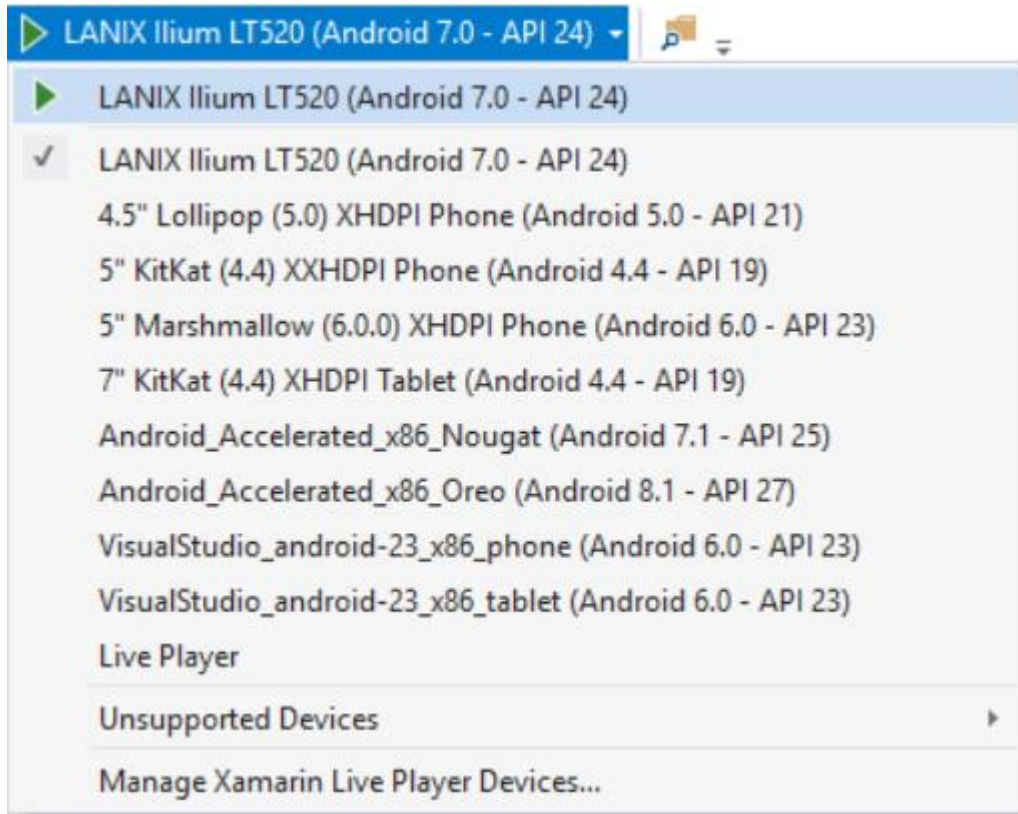 LANIX Ilium LT520 (Android 7.0 - API 24)
LANIX Ilium LT520 (Android 7.0 - API 24)
LANIX Ilium LT520 (Android 7.0 - API 24)
4.5" Lollipop (5.0) XHDPI Phone (Android 5.0 - API 21)
5" KitKat (4.4) XXHDPI Phone (Android 4.4 - API 19)
5" Marshmallow (6.0.0) XHDPI Phone (Android 6.0 - API 23)
7" KitKat (4.4) XHDPI Tablet (Android 4.4 - API 19)
Android_Accelerated_x86_Nougat (Android 7.1 - API 25)
Android_Accelerated_x86_Oreo (Android 8.1 - API 27)
VisualStudio_android-23_x86_phone (Android 6.0 - API 23)
VisualStudio_android-23_x86_tablet (Android 6.0 - API 23)
Live Player
Unsupported Devices
Manage Xamarin Live Player Devices...